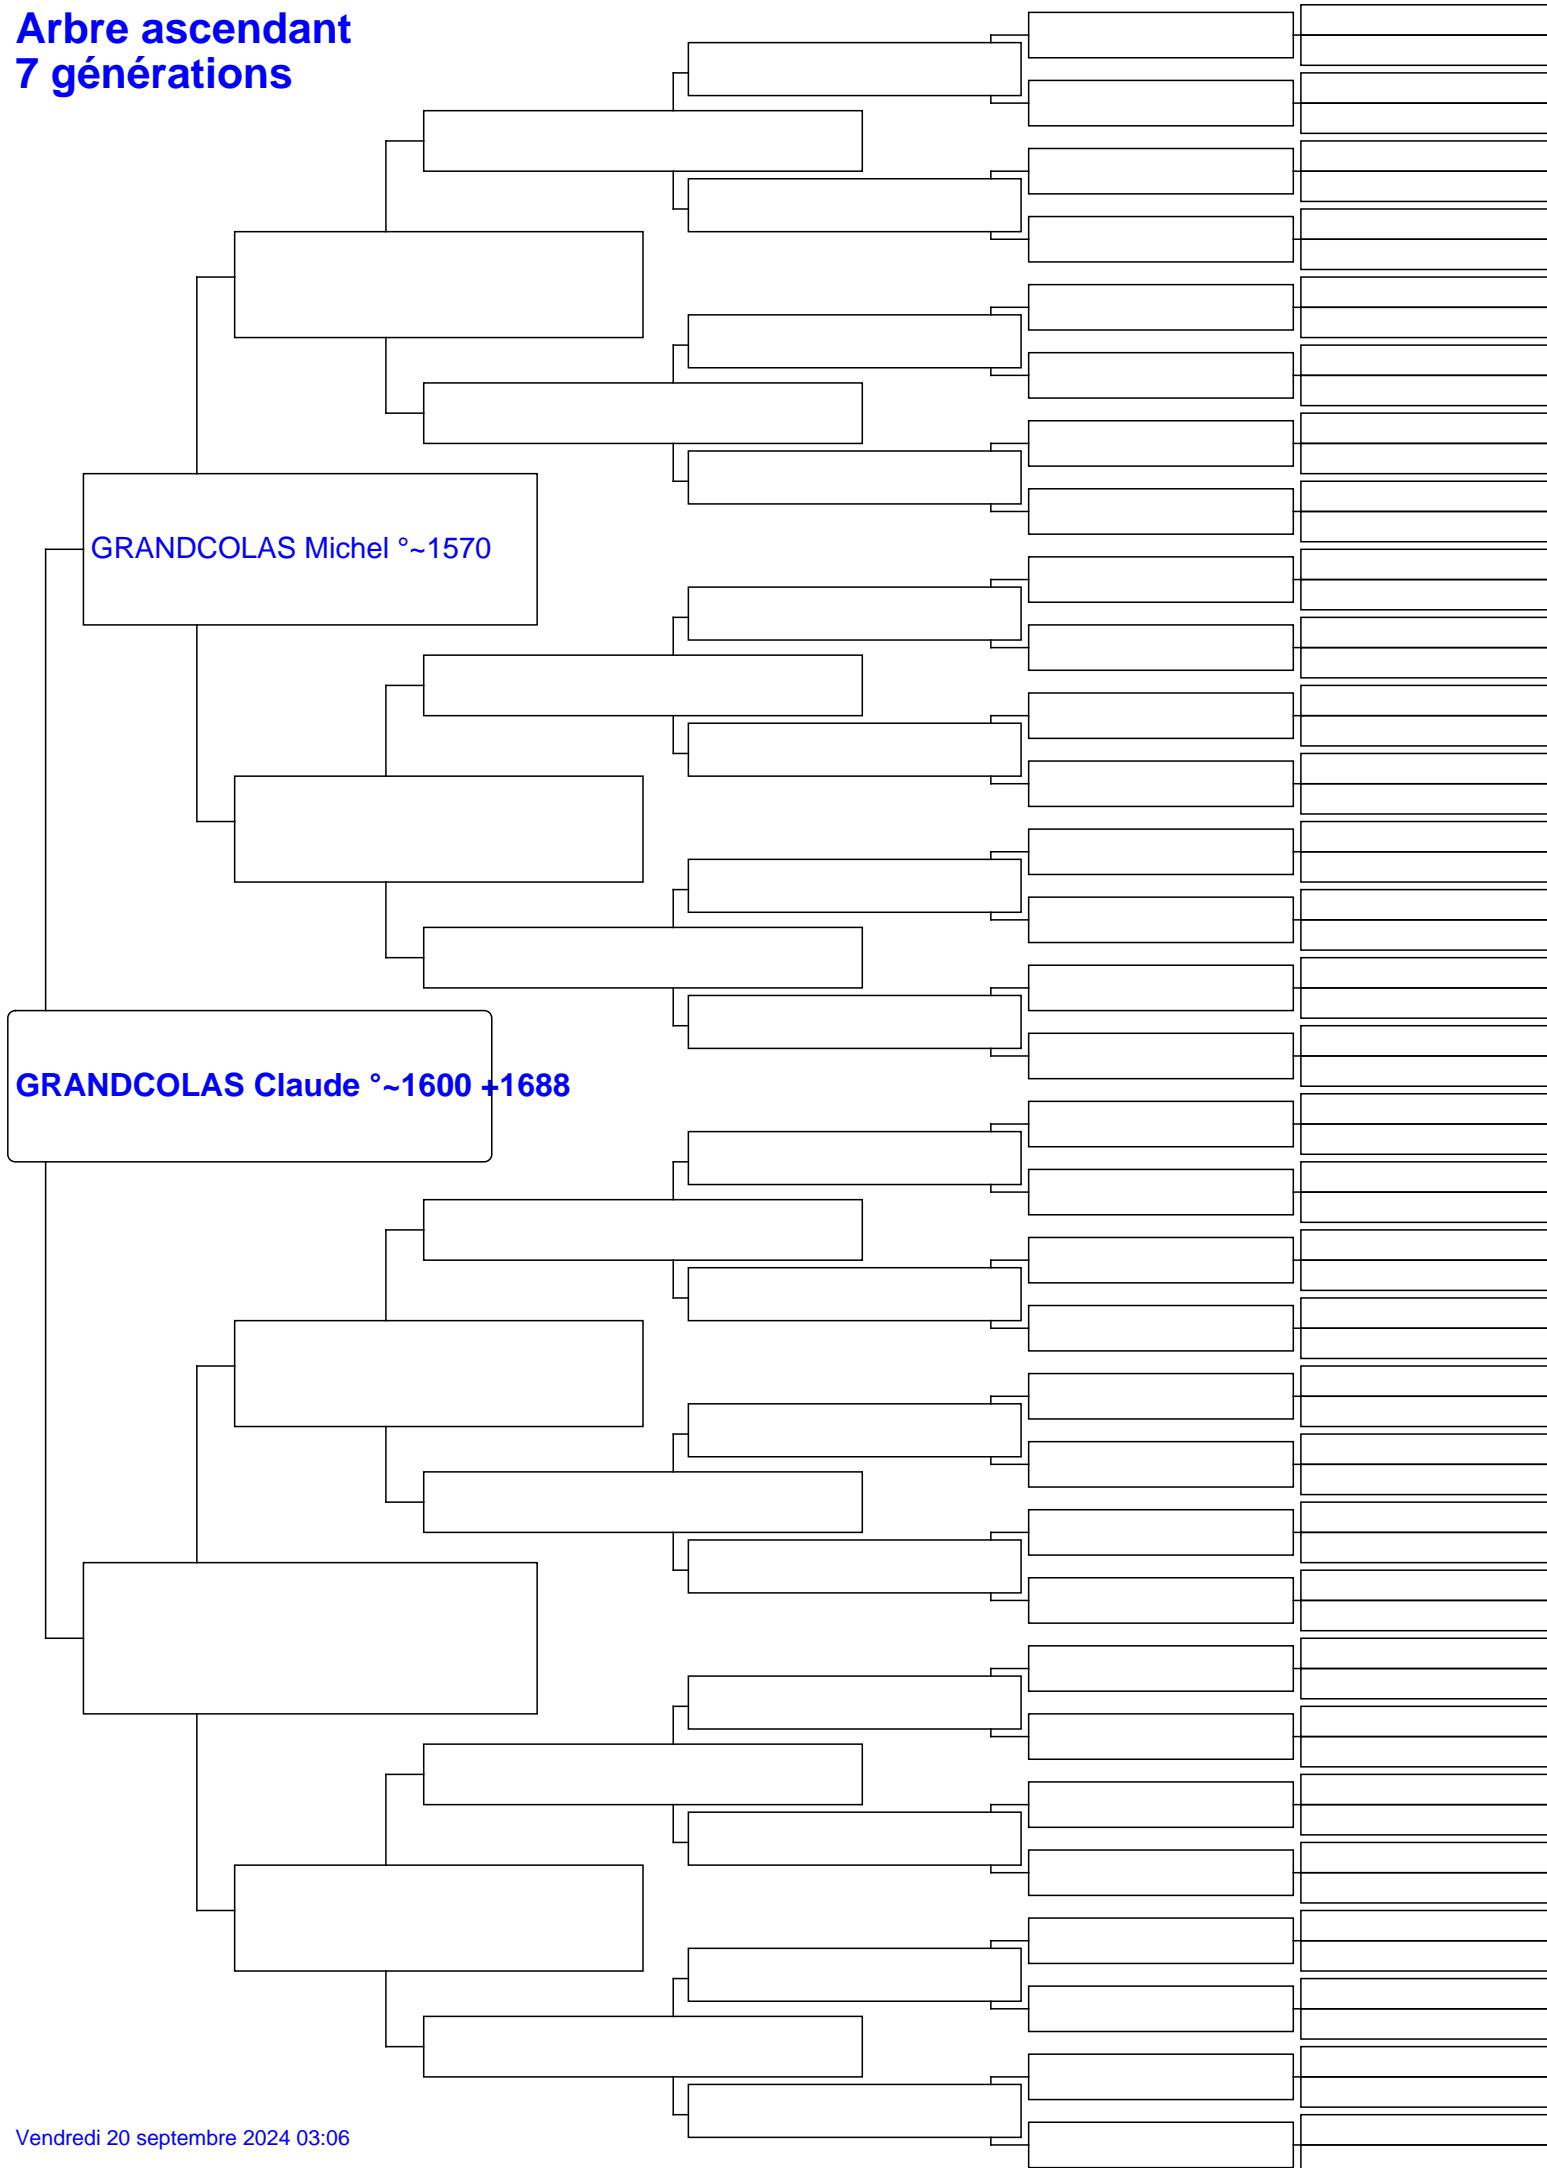 Arbre ascendant
7 générations
GRANDCOLAS Michel °~1570
GRANDCOLAS Claude °~1600 +1688
Vendredi 20 septembre 2024 03:06